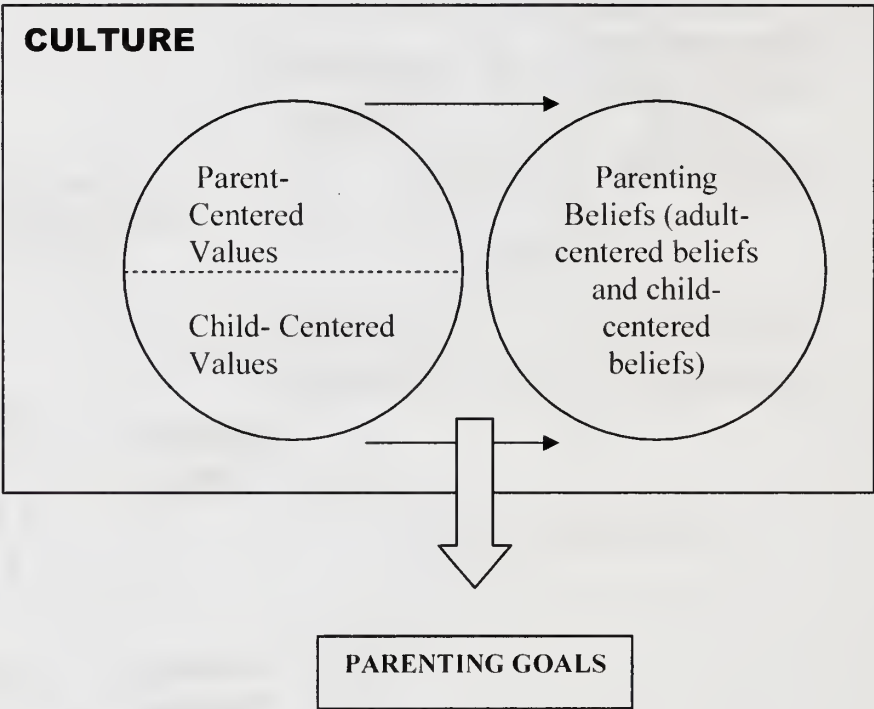 CULTURE
Parent-
Centered
Values
Child- Centered
Values
Parenting
Beliefs (adult-
centered beliefs
and child-
centered
beliefs)
PARENTING GOALS